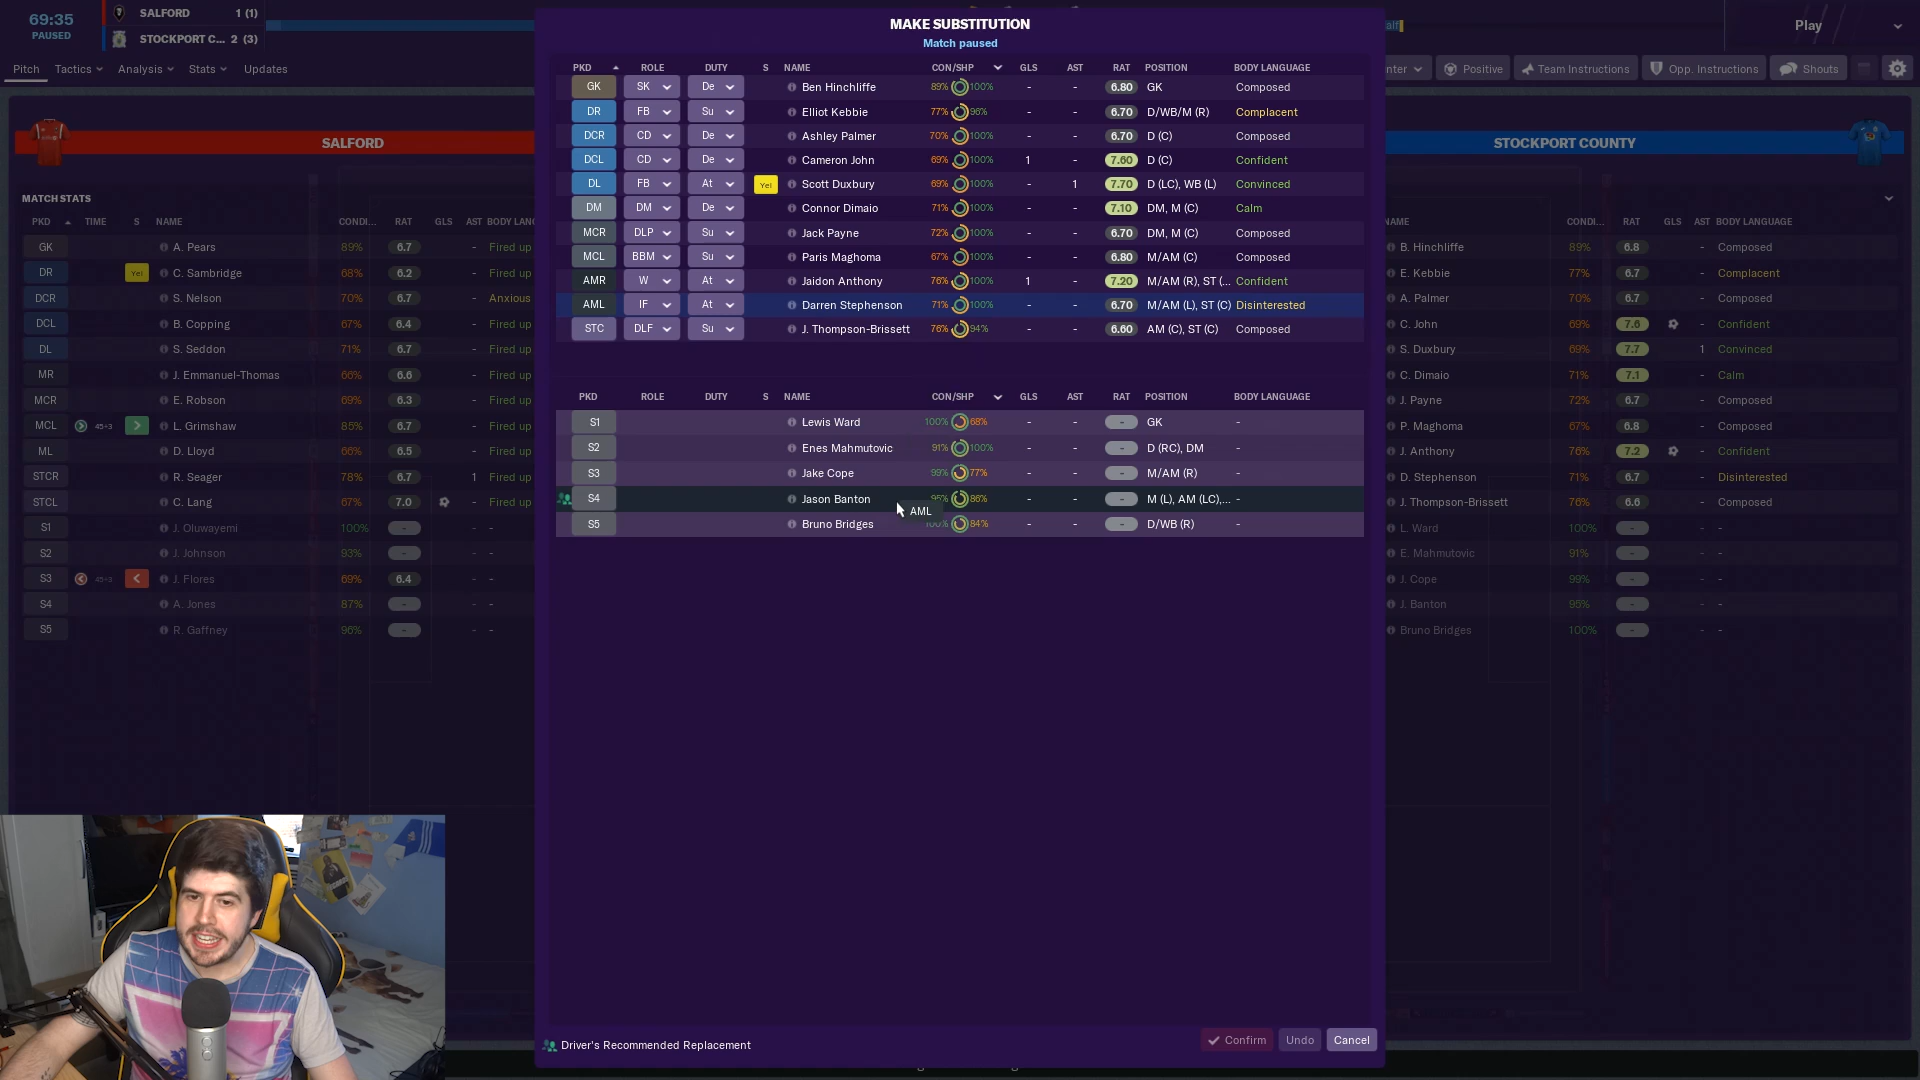 69:35
PAUSED
SALFORD 1 (1)
STOCKPORT C... 2 (3)
Play
Pitch Tactics Analysis Stats Updates
Positive Team Instructions Opp. Instructions Shouts
MAKE SUBSTITUTION
Match paused
PKD ROLE DUTY S NAME CON/SHP GLS AST RAT POSITION BODY LANGUAGE
GK SK De Ben Hinchliffe 89% 100% - - 6.80 GK Composed
DR FB Su Elliot Kebbie 77% 96% - - 6.70 D/WB/M (R) Complacent
DCR CD De Ashley Palmer 70% 100% - - 6.70 D (C) Composed
DCL CD De Cameron John 69% 100% 1 - 7.60 D (C) Confident
DL FB At Yel Scott Duxbury 69% 100% - 1 7.70 D (LC), WB (L) Convinced
DM DM De Connor Dimaio 71% 100% - - 7.10 DM, M (C) Calm
MCR DLP Su Jack Payne 72% 100% - - 6.70 DM, M (C) Composed
MCL BBM Su Paris Maghoma 67% 100% - - 6.80 M/AM (C) Composed
AMR W At Jaidon Anthony 76% 100% 1 - 7.20 M/AM (R), ST (... Confident
AML IF At Darren Stephenson 71% 100% - - 6.70 M/AM (L), ST (C) Disinterested
STC DLF Su J. Thompson-Brissett 76% 94% - - 6.60 AM (C), ST (C) Composed
PKD ROLE DUTY S NAME CON/SHP GLS AST RAT POSITION BODY LANGUAGE
S1 Lewis Ward 100% 68% - - - GK -
S2 Enes Mahmutovic 91% 100% - - - D (RC), DM
S3 Jake Cope 99% 77% - - - M/AM (R)
S4 Jason Banton 95% 86% - - - M (L), AM (LC),... -
AML
S5 Bruno Bridges 100% 84% - - - D/WB (R) -
Driver's Recommended Replacement
Confirm Undo Cancel
SALFORD
MATCH STATS
PKD TIME S NAME CONDI... RAT GLS AST BODY LAN
GK A. Pears 89% 6.7 - Fired up
DR Yel C. Sambridge 68% 6.2 - Fired up
DCR S. Nelson 70% 6.7 - Anxious
DCL B. Copping 67% 6.4 - Fired up
DL S. Seddon 71% 6.7 - Fired up
MR J. Emmanuel-Thomas 66% 6.6 - Fired up
MCR E. Robson 69% 6.3 - Fired up
MCL 45+3 L. Grimshaw 85% 6.7 - Fired up
ML D. Lloyd 66% 6.5 - Fired up
STCR R. Seager 78% 6.7 1 Fired up
STCL C. Lang 67% 7.0 - Fired up
S1 J. Oluwayemi 100% - - -
S2 J. Johnson 93% - - -
S3 45+3 J. Flores 69% 6.4 - -
S4 A. Jones 87% - - -
S5 R. Gaffney 96% - - -
STOCKPORT COUNTY
NAME CONDI... RAT GLS AST BODY LANGUAGE
B. Hinchliffe 89% 6.8 - Composed
E. Kebbie 77% 6.7 - Complacent
A. Palmer 70% 6.7 - Composed
C. John 69% 7.6 - Confident
S. Duxbury 69% 7.7 1 Convinced
C. Dimaio 71% 7.1 - Calm
J. Payne 72% 6.7 - Composed
P. Maghoma 67% 6.8 - Composed
J. Anthony 76% 7.2 - Confident
D. Stephenson 71% 6.7 - Disinterested
J. Thompson-Brissett 76% 6.6 - Composed
L. Ward 100% - - -
E. Mahmutovic 91% - - -
J. Cope 99% - - -
J. Banton 95% - - -
Bruno Bridges 100% - - -